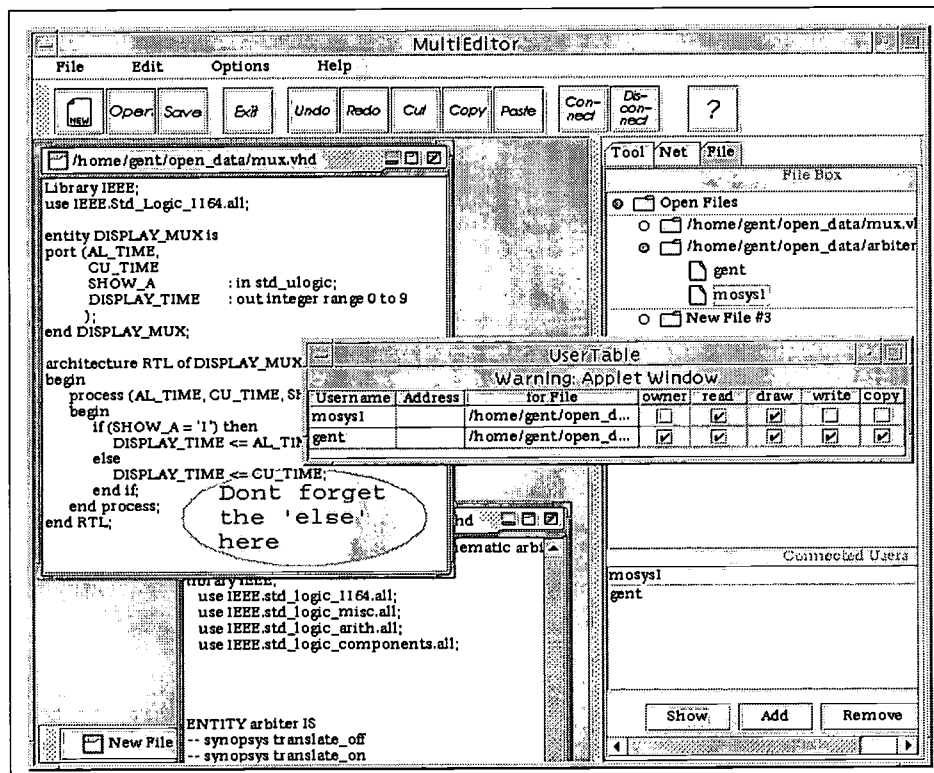 MultiEditor
File Edit Options Help
NEW Open Save Exit Undo Redo Cut Copy Paste Con-nect Dis-con-nect ?
/home/gent/open_data/mux.vhd
Library IEEE;
use IEEE.Std_Logic_1164.all;
entity DISPLAY_MUX is
port (AL_TIME,
CU_TIME
SHOW_A : in std_ulogic;
DISPLAY_TIME : out integer range 0 to 9
);
end DISPLAY_MUX;
architecture RTL of DISPLAY_MUX
begin
process (AL_TIME, CU_TIME, SH
begin
if (SHOW_A = '1') then
DISPLAY_TIME <= AL_TIM
else
DISPLAY_TIME <= CU_TIME;
end if;
end process;
end RTL;
Dont forget
the 'else'
here
hd
ematic arbi
library IEEE;
use IEEE.std_logic_1164.all;
use IEEE.std_logic_misc.all;
use IEEE.std_logic_arith.all;
use IEEE.std_logic_components.all;
ENTITY arbiter IS
-- synopsys translate_off
-- synopsys translate_on
New File
Tool Net File
File Box
Open Files
/home/gent/open_data/mux.vl
/home/gent/open_data/arbiter
gent
mosys1
New File #3
UserTable
Warning: Applet Window
Username Address for File owner read draw write copy
mosys1 /home/gent/open_d...
gent /home/gent/open_d...
Connected Users
mosys1
gent
Show Add Remove